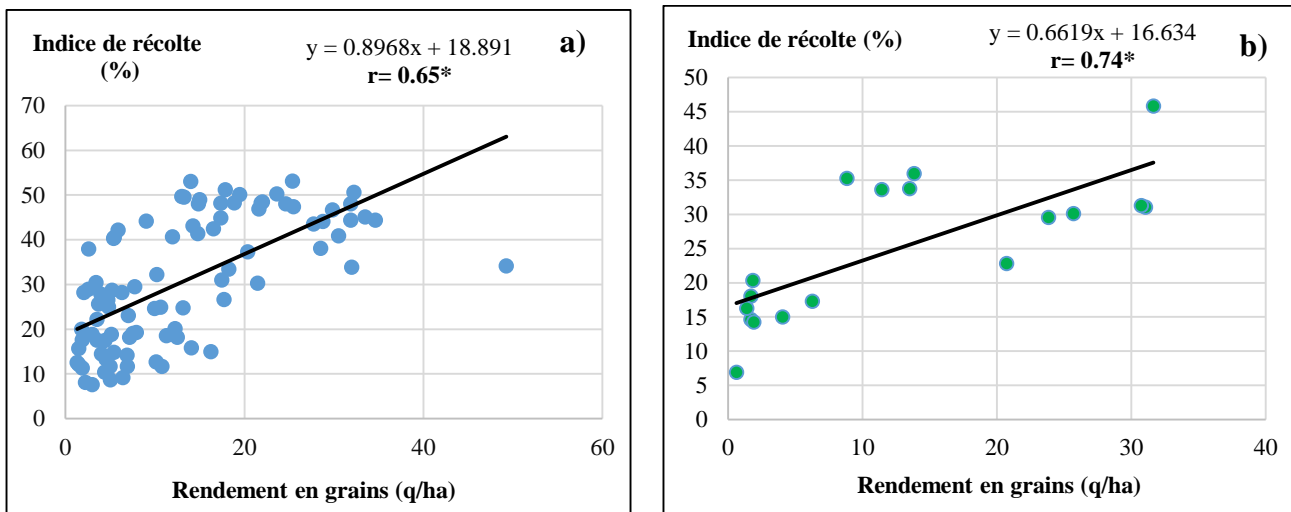 Indice de récolte
(%)
y = 0.8968x + 18.891
r= 0.65*
a)
70
60
50
40
30
20
10
0
0 20 40 60
Rendement en grains (q/ha)
Indice de récolte (%)
y = 0.6619x + 16.634
r= 0.74*
b)
50
45
40
35
30
25
20
15
10
5
0
0 10 20 30 40
Rendement en grains (q/ha)